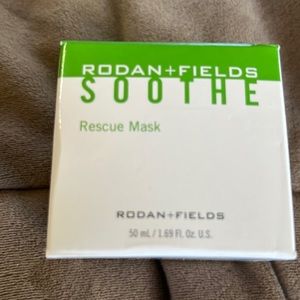 RODAN+FIELDS
SOOTHE
Rescue Mask
RODAN+FIELDS
50 mL / 1.69 Fl. Oz. U.S.